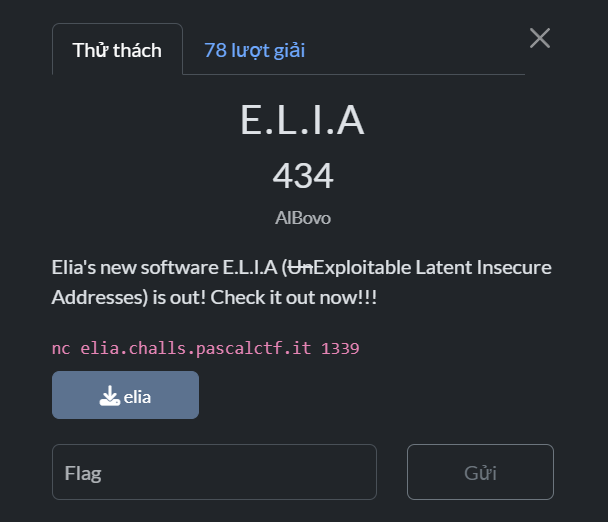 Thử thách
78 lượt giải
E.L.I.A
434
AlBovo
Elia's new software E.L.I.A (UnExploitable Latent Insecure
Addresses) is out! Check it out now!!!
nc elia.challs.pascalctf.it 1339
elia
Flag
Gửi